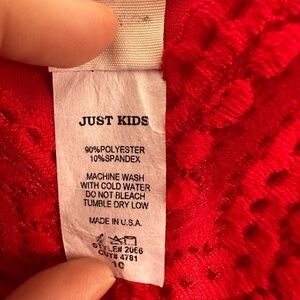 JUST KIDS
90%POLYESTER
10%SPANDEX
MACHINE WASH
WITH COLD WATER
DO NOT BLEACH
TUMBLE DRY LOW
MADE IN U.S.A.
STYLE# 2066
CUT# 4781
10